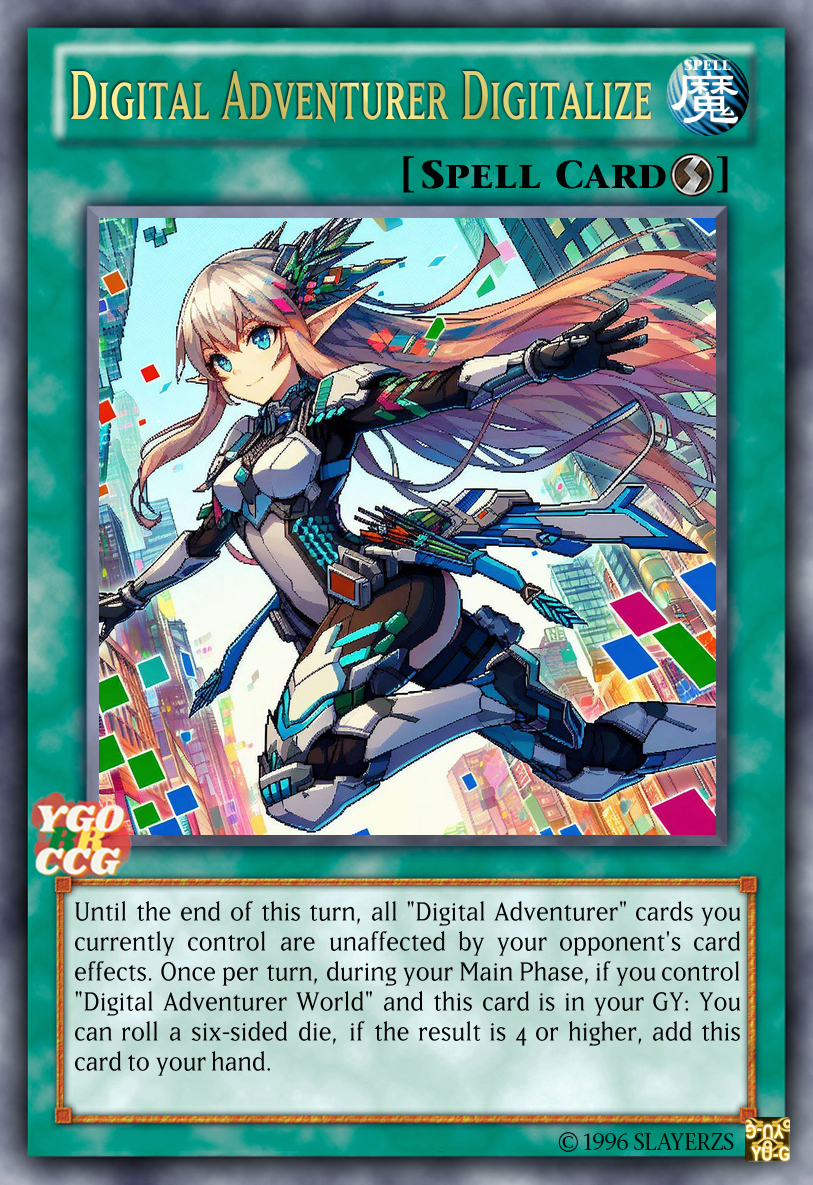 DIGITAL ADVENTURER DIGITALIZE
SPELL
魔
[SPELL CARD]
YGO
RR
CCG
Until the end of this turn, all "Digital Adventurer" cards you
currently control are unaffected by your opponent's card
effects. Once per turn, during your Main Phase, if you control
"Digital Adventurer World" and this card is in your GY: You
can roll a six-sided die, if the result is 4 or higher, add this
card to your hand.
© 1996 SLAYERZS